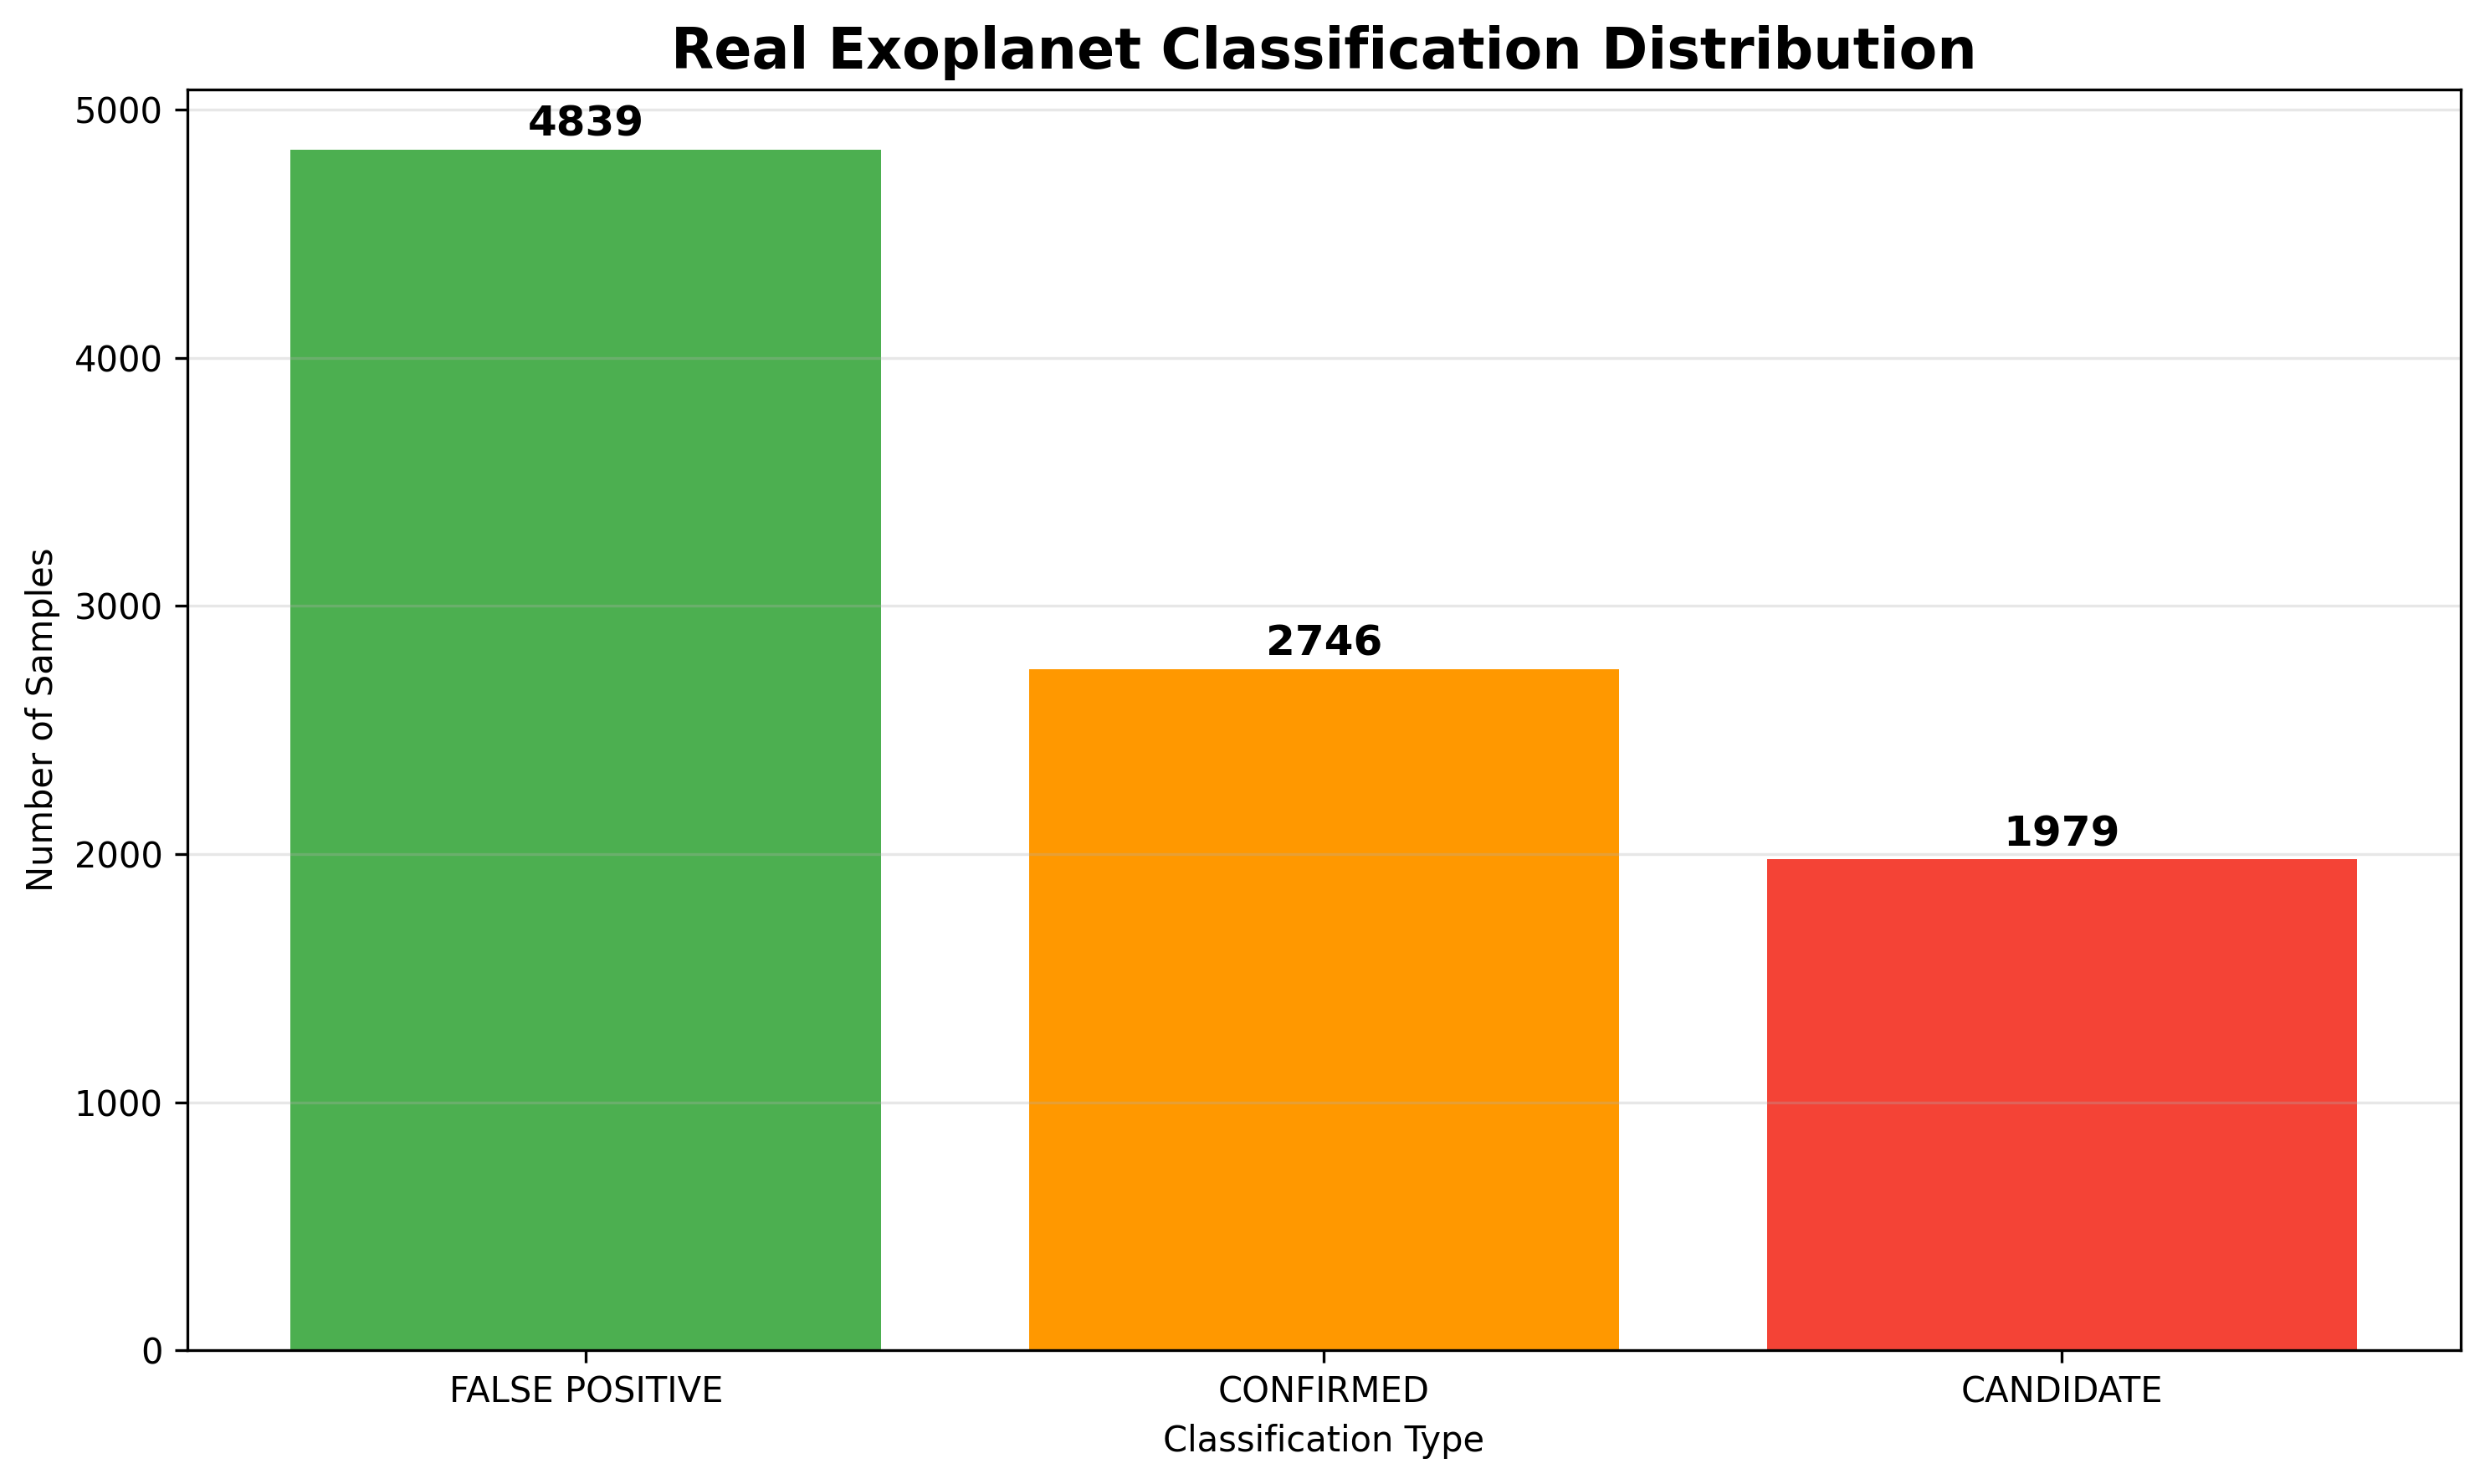 Real Exoplanet Classification Distribution
Number of Samples
5000
4000
3000
2000
1000
0
4839
2746
1979
FALSE POSITIVE
CONFIRMED
CANDIDATE
Classification Type